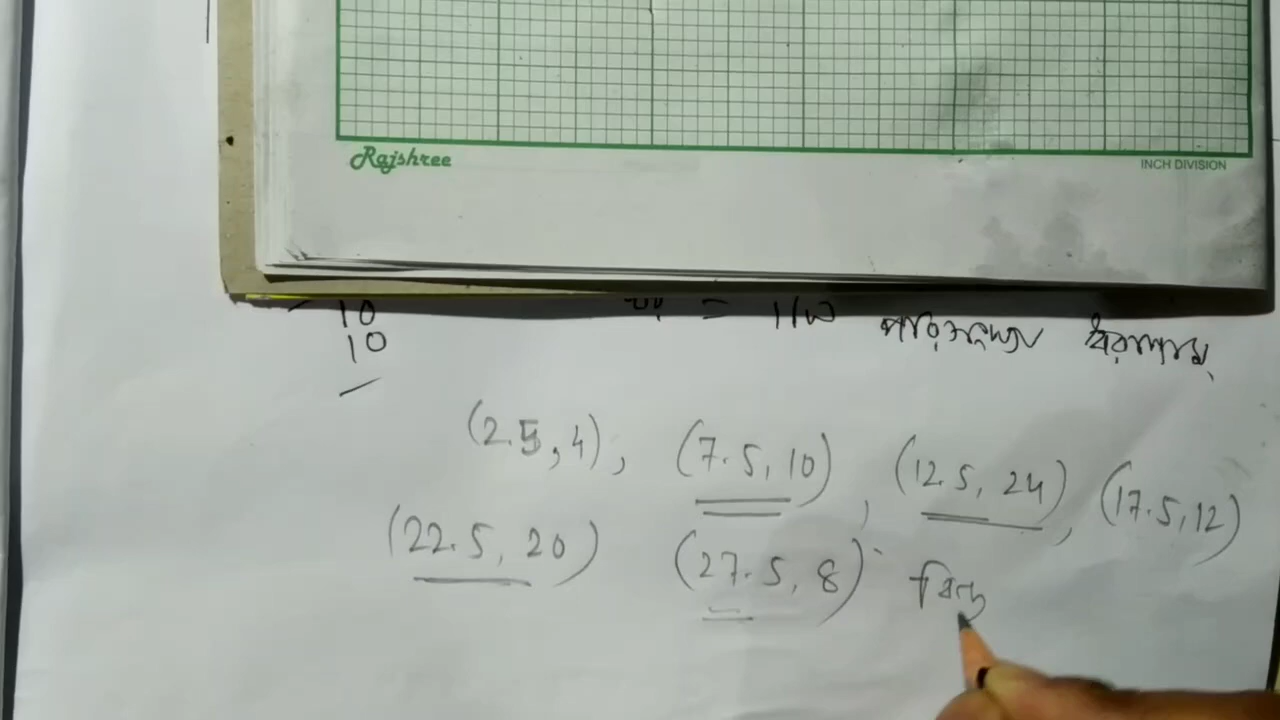 Rajshree
INCH DIVISION
10
10
(2.5,4), (7.5,10), (12.5,24), (17.5,12)
(22.5,20) (27.5,8) বিন্দু